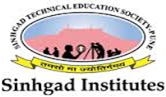 SINHGAD TECHNICAL EDUCATION SOCIETY-PUNE
तमसो मा ज्योतिर्गमय
Sinhgad Institutes